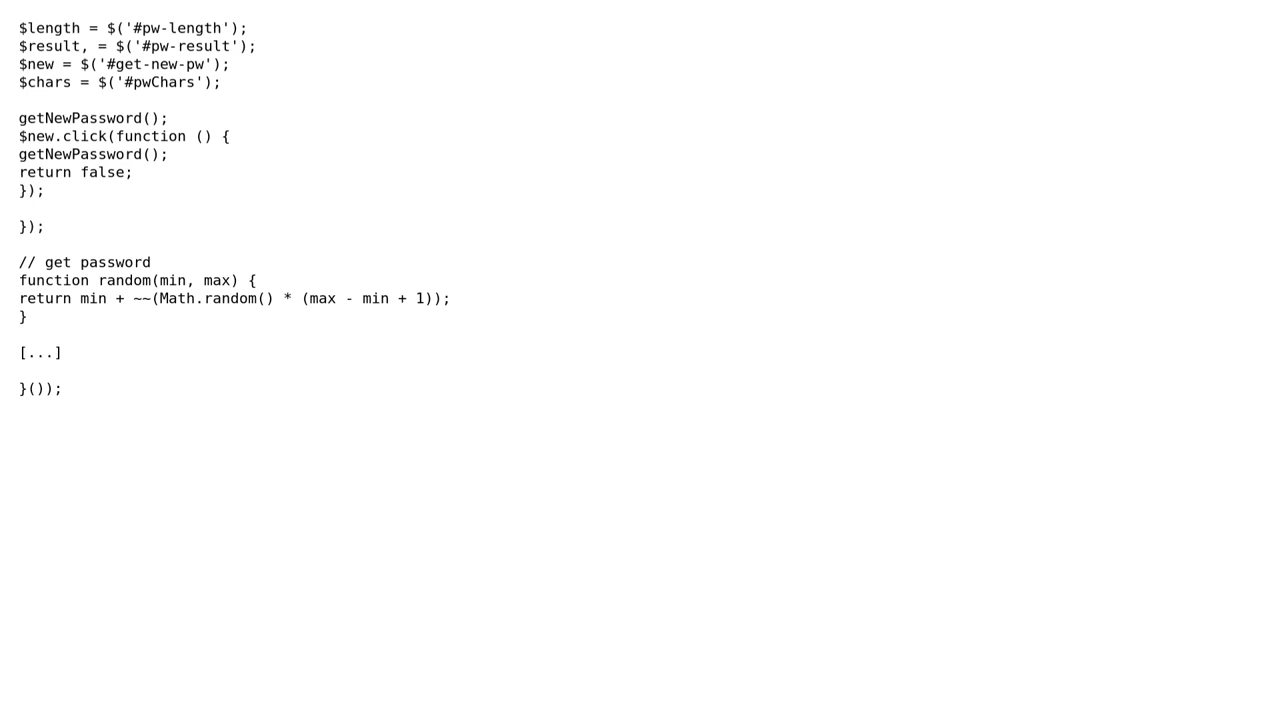 $length = $('#pw-length');
$result, = $('#pw-result');
$new = $('#get-new-pw');
$chars = $('#pwChars');

getNewPassword();
$new.click(function () {
getNewPassword();
return false;
});

});

// get password
function random(min, max) {
return min + ~~(Math.random() * (max - min + 1));
}

[...]

}());